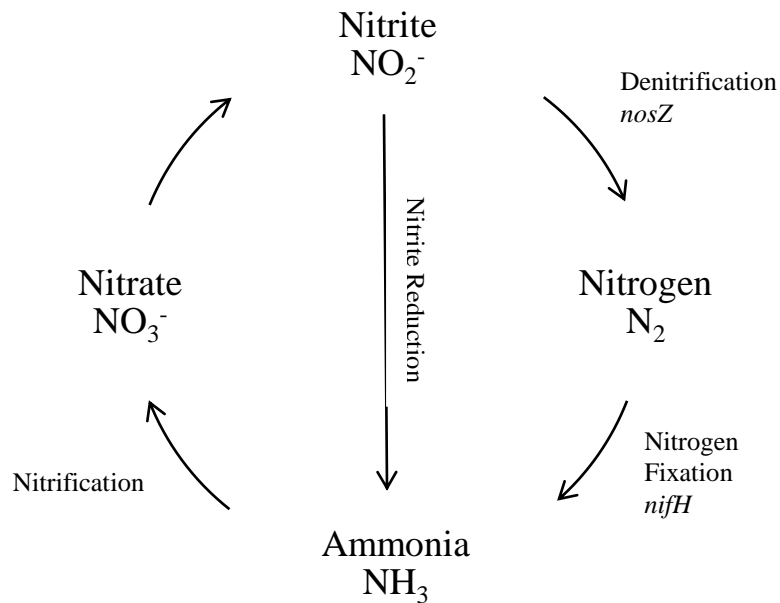 Nitrite
NO₂⁻
Denitrification
nosZ
Nitrite Reduction
Nitrate
NO₃⁻
Nitrogen
N₂
Nitrification
Nitrogen
Fixation
nifH
Ammonia
NH₃